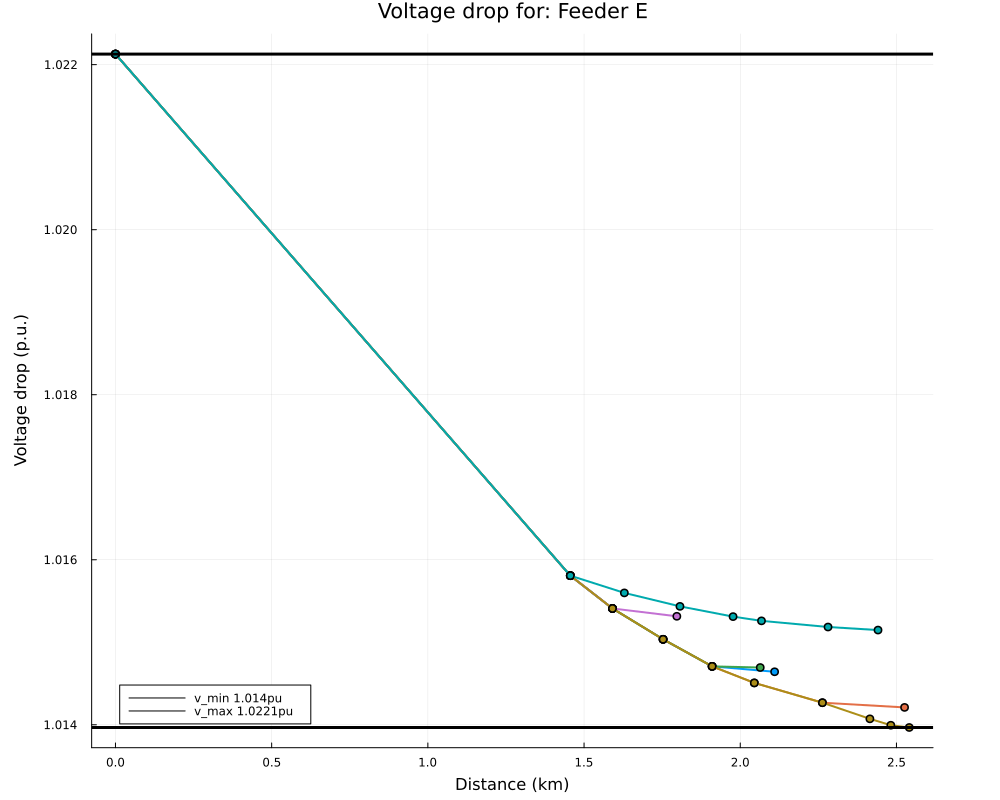 Voltage drop for: Feeder E
Voltage drop (p.u.)
1.022
1.020
1.018
1.016
1.014
v_min 1.014pu
v_max 1.0221pu
0.0 0.5 1.0 1.5 2.0 2.5
Distance (km)